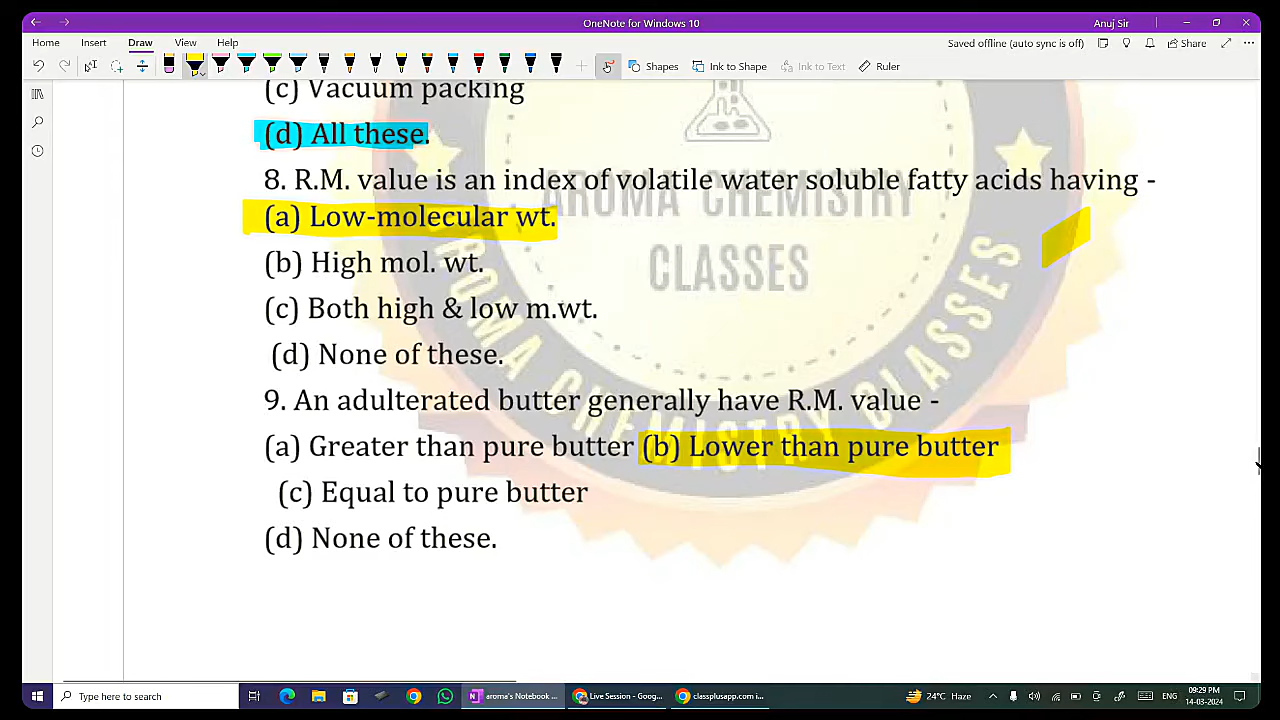 OneNote for Windows 10
Anuj Sir
Home Insert Draw View Help
Saved offline (auto sync is off)
Share
Shapes
Ink to Shape
Ink to Text
Ruler
(c) Vacuum packing
(d) All these.
8. R.M. value is an index of volatile water soluble fatty acids having -
(a) Low-molecular wt.
(b) High mol. wt.
(c) Both high & low m.wt.
(d) None of these.
9. An adulterated butter generally have R.M. value -
(a) Greater than pure butter (b) Lower than pure butter
(c) Equal to pure butter
(d) None of these.
AROMA CHEMISTRY
CLASSES
AROMA CHEMISTRY CLASSES
Type here to search
aroma's Notebook ...
Live Session - Goog...
classplusapp.com i...
24°C Haze
ENG
09:29 PM
14-03-2024